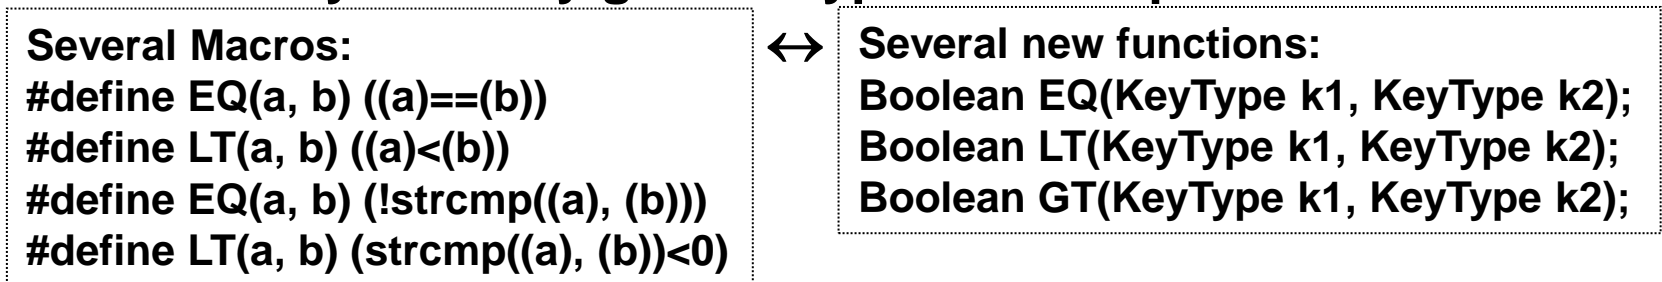 Several Macros:
#define EQ(a, b) ((a)==(b))
#define LT(a, b) ((a)<(b))
#define EQ(a, b) (!strcmp((a), (b)))
#define LT(a, b) (strcmp((a), (b))<0)
↔
Several new functions:
Boolean EQ(KeyType k1, KeyType k2);
Boolean LT(KeyType k1, KeyType k2);
Boolean GT(KeyType k1, KeyType k2);